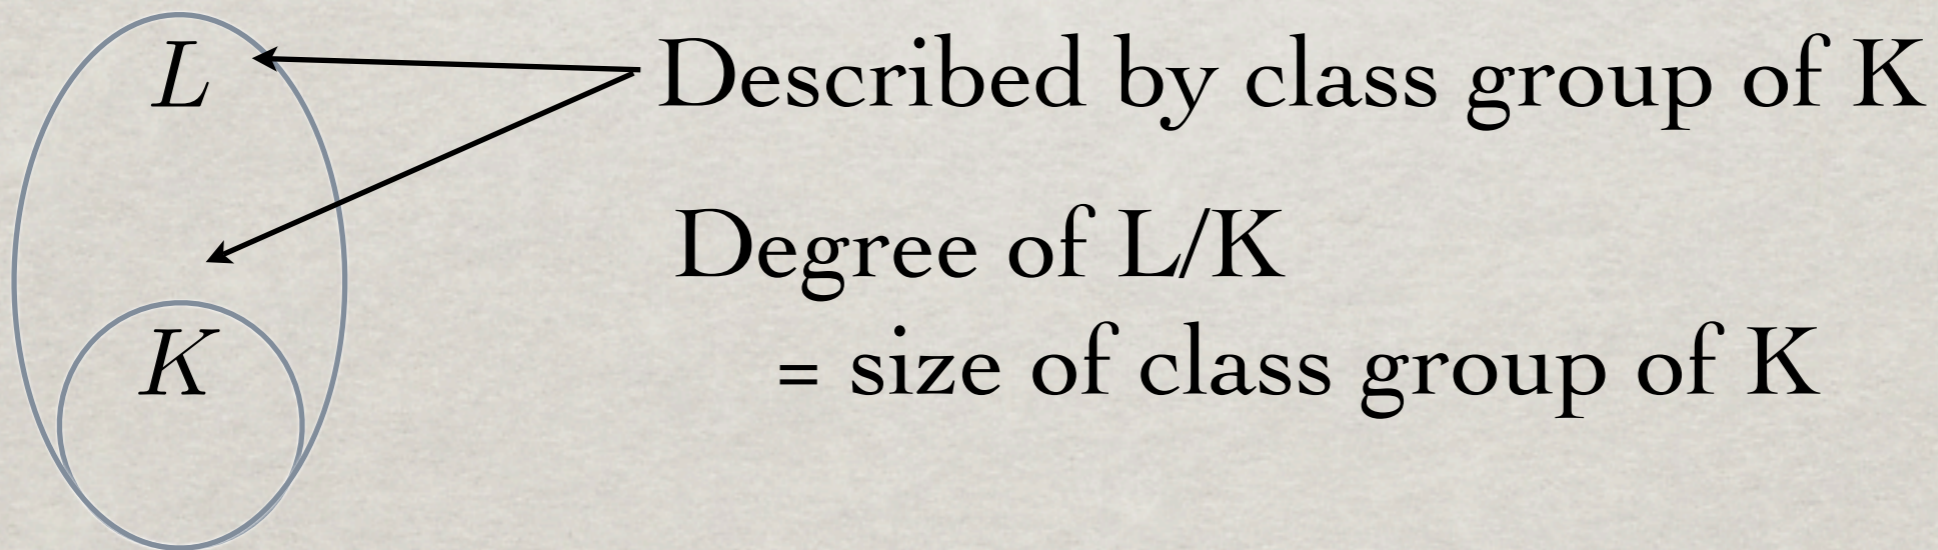 L
Described by class group of K
Degree of L/K
= size of class group of K
K